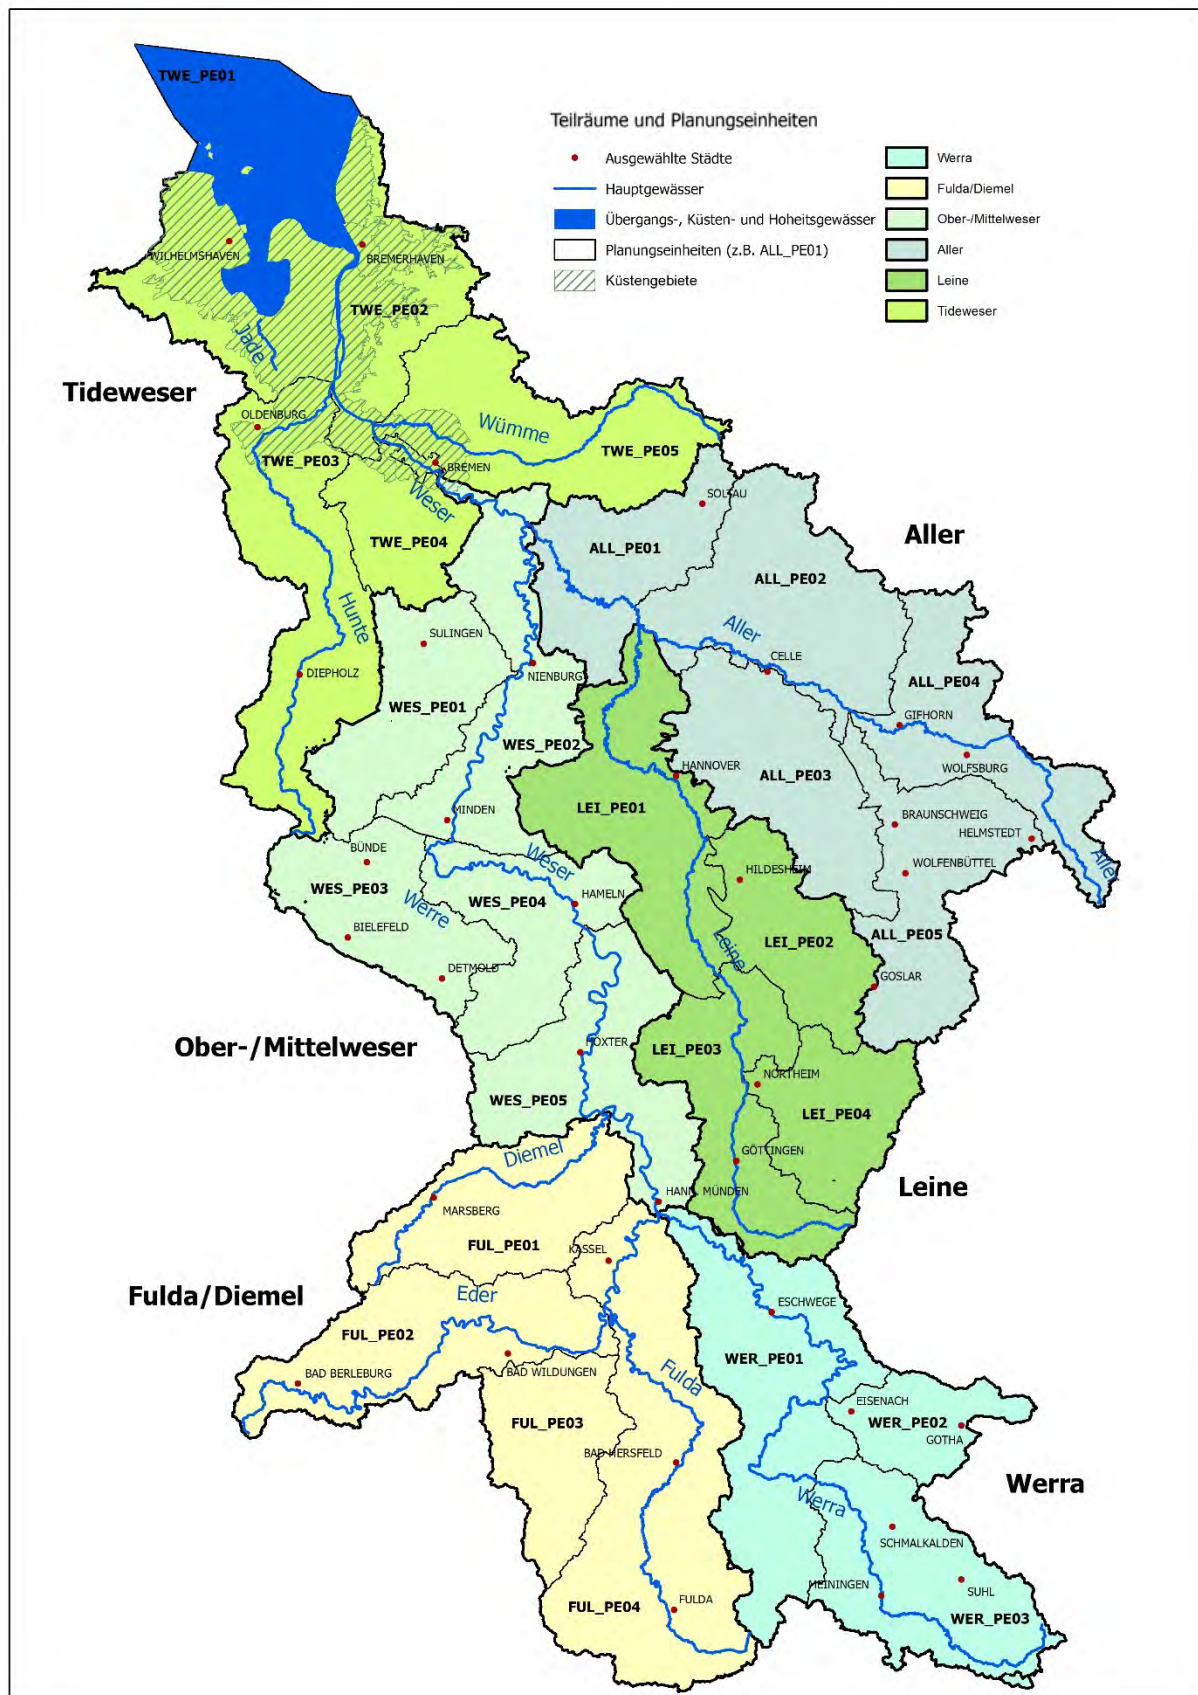 TWE_PE01
Teilräume und Planungseinheiten
Ausgewählte Städte
Hauptgewässer
Übergangs-, Küsten- und Hoheitsgewässer
Planungseinheiten (z.B. ALL_PE01)
Küstengebiete
Werra
Fulda/Diemel
Ober-/Mittelweser
Aller
Leine
Tideweser
WILHELMSHAVEN
BREMERHAVEN
TWE_PE02
Jade
Tideweser
OLDENBURG
Wümme
TWE_PE03
TWE_PE05
BREMEN
Weser
SOLTAU
TWE_PE04
ALL_PE01
Aller
ALL_PE02
Hunte
Aller
SULINGEN
CELLE
DIEPHOLZ
NIENBURG
ALL_PE04
WES_PE01
GIFHORN
WES_PE02
WOLFSBURG
HANNOVER
ALL_PE03
LEI_PE01
MINDEN
BRAUNSCHWEIG
HELMSTEDT
BÜNDE
Weser
HILDESHEIM
WOLFENBÜTTEL
Aller
WES_PE03
Werre
WES_PE04
HAMELN
BIELEFELD
Leine
LEI_PE02
ALL_PE05
DETMOLD
GOSLAR
Ober-/Mittelweser
HÖXTER
LEI_PE03
NORTHEIM
WES_PE05
LEI_PE04
Diemel
GÖTTINGEN
Leine
MARSBERG
HANN. MÜNDEN
FUL_PE01
KASSEL
Fulda/Diemel
Eder
ESCHWEGE
FUL_PE02
WER_PE01
BAD BERLEBURG
BAD WILDUNGEN
Fulda
EISENACH
FUL_PE03
WER_PE02
GOTHA
BAD HERSFELD
Werra
Werra
SCHMALKALDEN
MEININGEN
SUHL
FUL_PE04
FULDA
WER_PE03